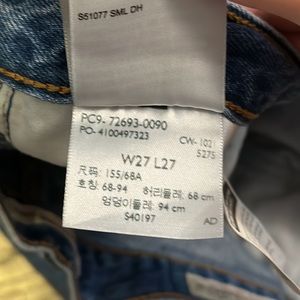 S51077 SML DH
PC9- 72693-0090
PO- 4100497323
CW- 1021
5275
W27 L27
尺码: 155/68A
호칭: 68-94 허리둘레: 68 cm
엉덩이둘레: 94 cm
S40197
AD